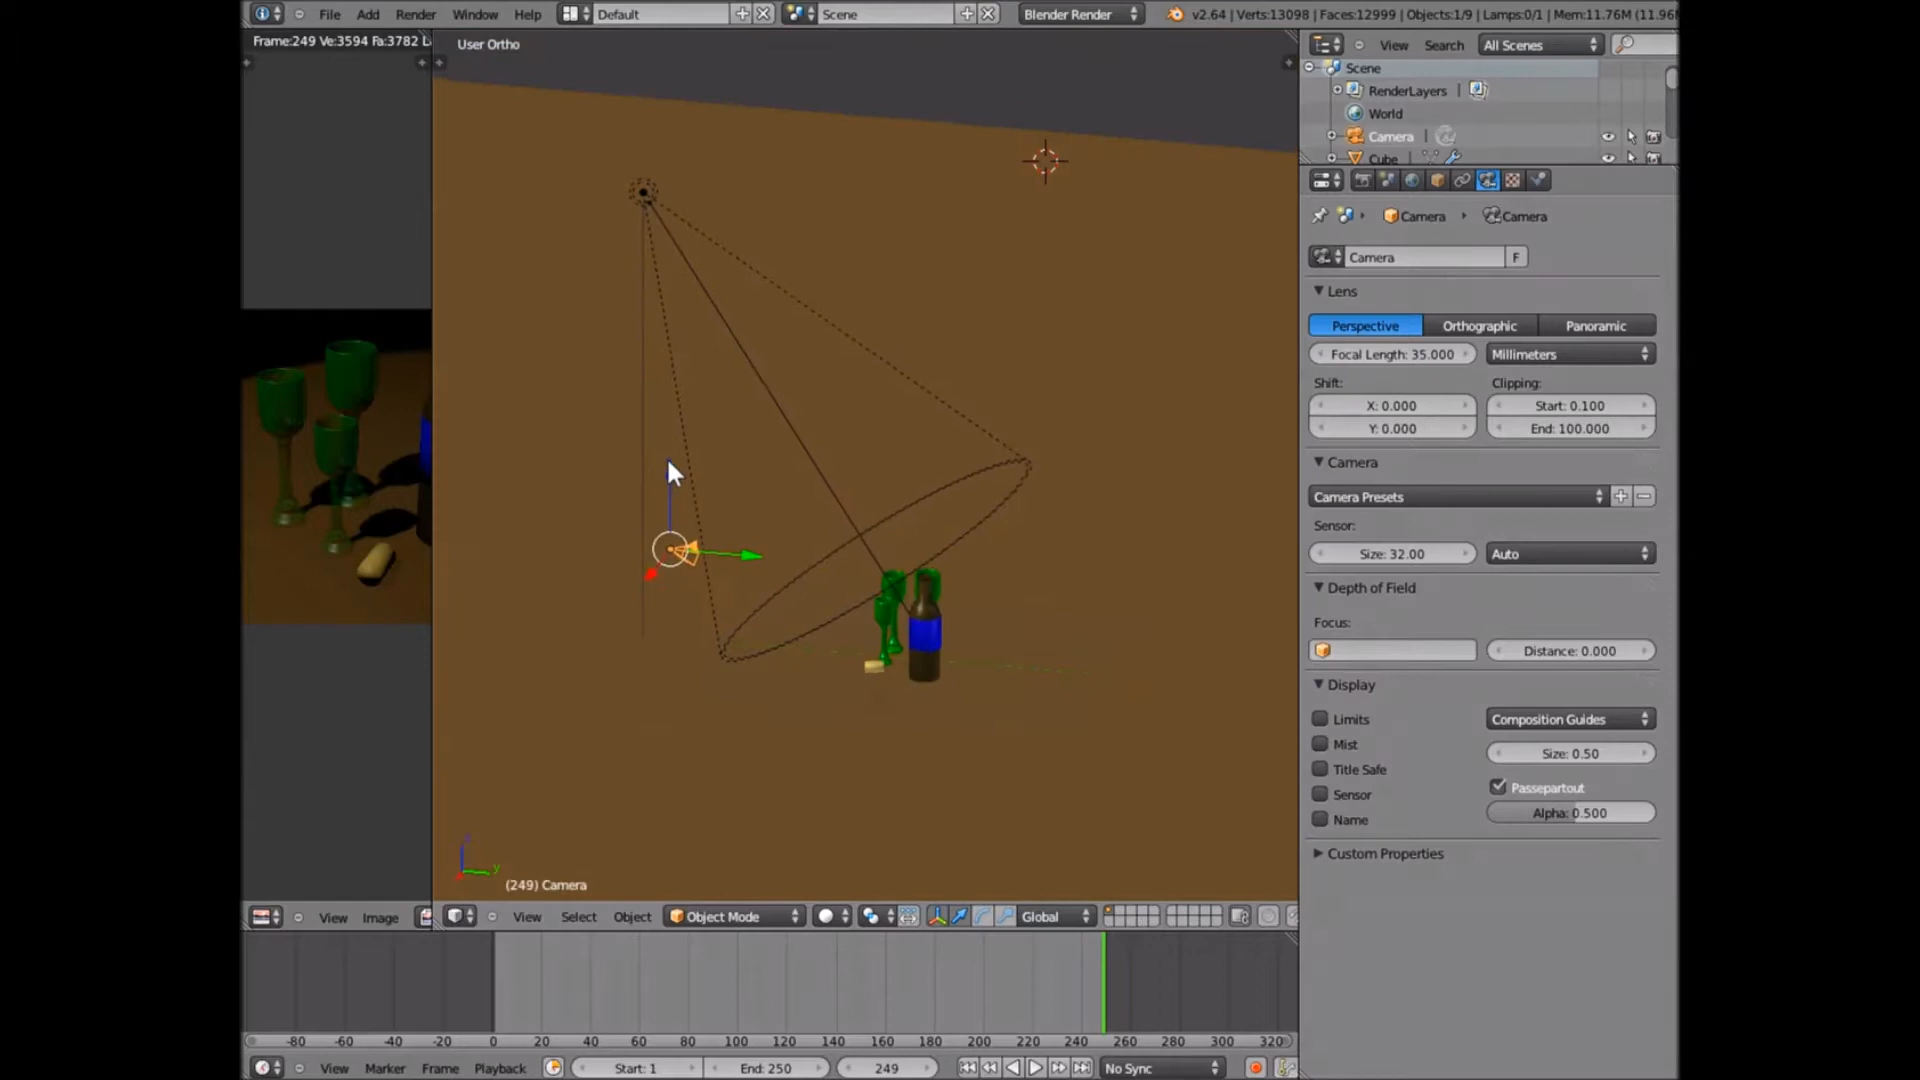 File Add Render Window Help Default Scene Blender Render v2.64 | Verts:13098 | Faces:12999 | Objects:1/9 | Lamps:0/1 | Mem:11.76M (11.96
Frame:249 Ve:3594 Fa:3782
User Ortho
View Search All Scenes
Scene
RenderLayers
World
Camera
Cube
Camera Camera
Camera F
Lens
Perspective Orthographic Panoramic
Focal Length: 35.000 Millimeters
Shift: Clipping:
X: 0.000 Start: 0.100
Y: 0.000 End: 100.000
Camera
Camera Presets
Sensor:
Size: 32.00 Auto
Depth of Field
Focus:
Distance: 0.000
Display
Limits Composition Guides
Mist Size: 0.50
Title Safe
Sensor Passepartout
Name Alpha: 0.500
Custom Properties
y
(249) Camera
View Image View Select Object Object Mode Global
-80 -60 -40 -20 0 20 40 60 80 100 120 140 160 180 200 220 240 260 280 300 320
View Marker Frame Playback Start: 1 End: 250 249 No Sync